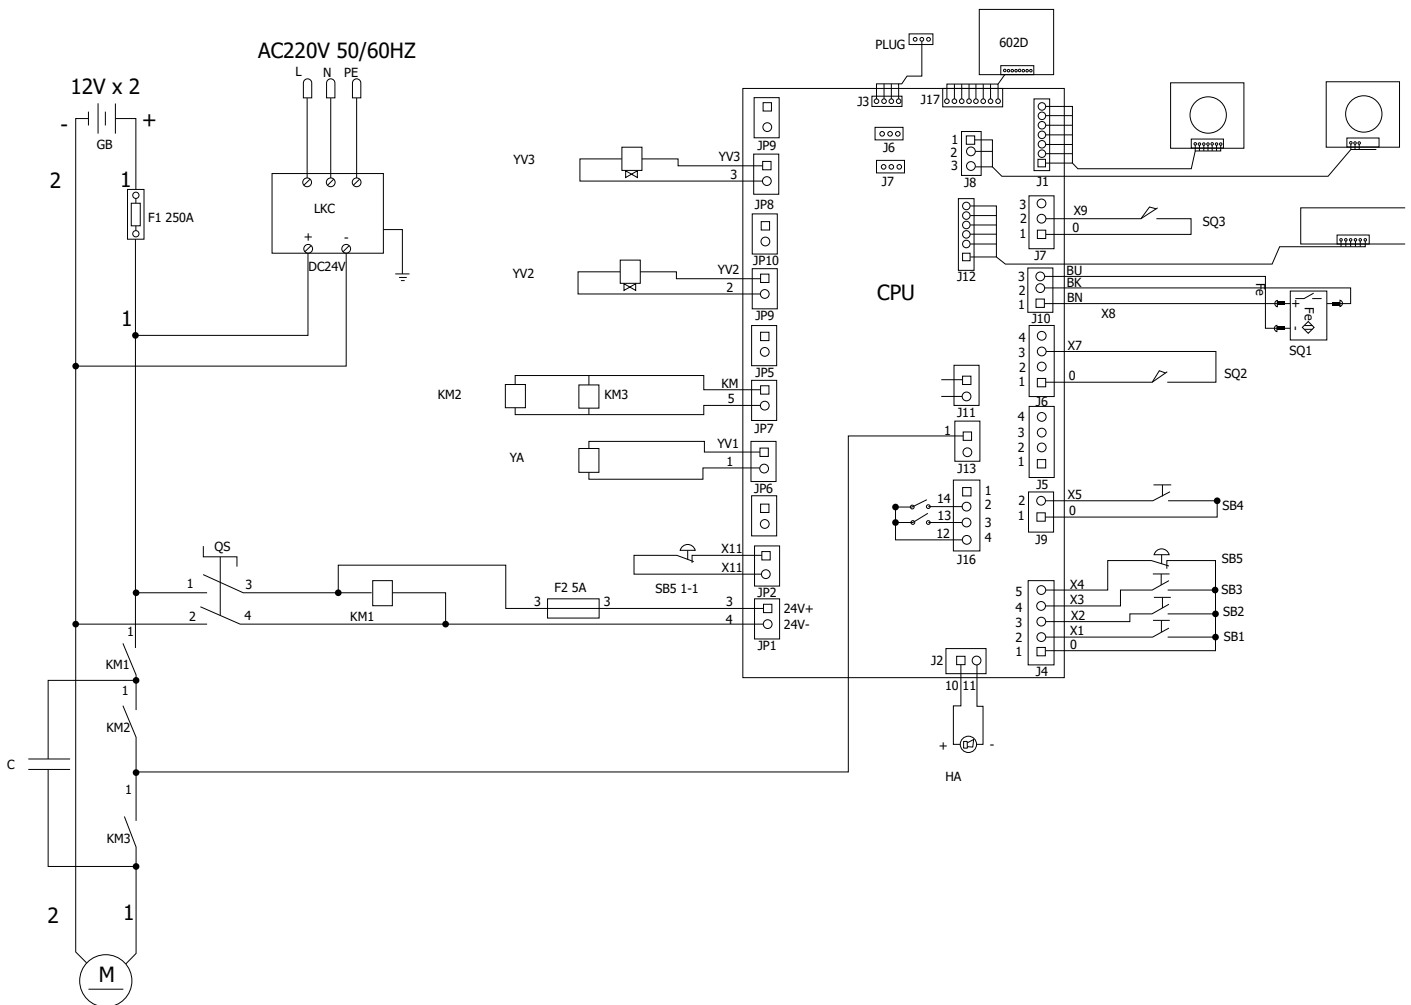 AC220V 50/60HZ
L N PE
12V x 2
- +
GB
2 1
F1 250A
LKC
+ -
DC24V
1
PLUG
602D
J3
J17
J6
J7
1
2
3
J8
J1
JP9
YV3
YV3
3
JP8
JP10
YV2
YV2
2
JP9
JP5
KM2
KM3
KM
5
JP7
YA
YV1
1
JP6
CPU
J12
3
2
1
X9
0
SQ3
J7
3
2
1
BU
BK
BN
X8
J10
Fe
+
-
Fe
SQ1
4
3
2
1
X7
0
SQ2
J6
J11
1
J13
4
3
2
1
J5
14
13
12
1
2
3
4
J16
2
1
X5
0
SB4
J9
QS
1 3
2 4
KM1
F2 5A
3 3
SB5 1-1
X11
X11
JP2
3
4
24V+
24V-
JP1
5
4
3
2
1
X4
X3
X2
X1
0
SB5
SB3
SB2
SB1
J4
J2
10 11
+ -
HA
1
KM1
1
KM2
C
1
KM3
2 1
M